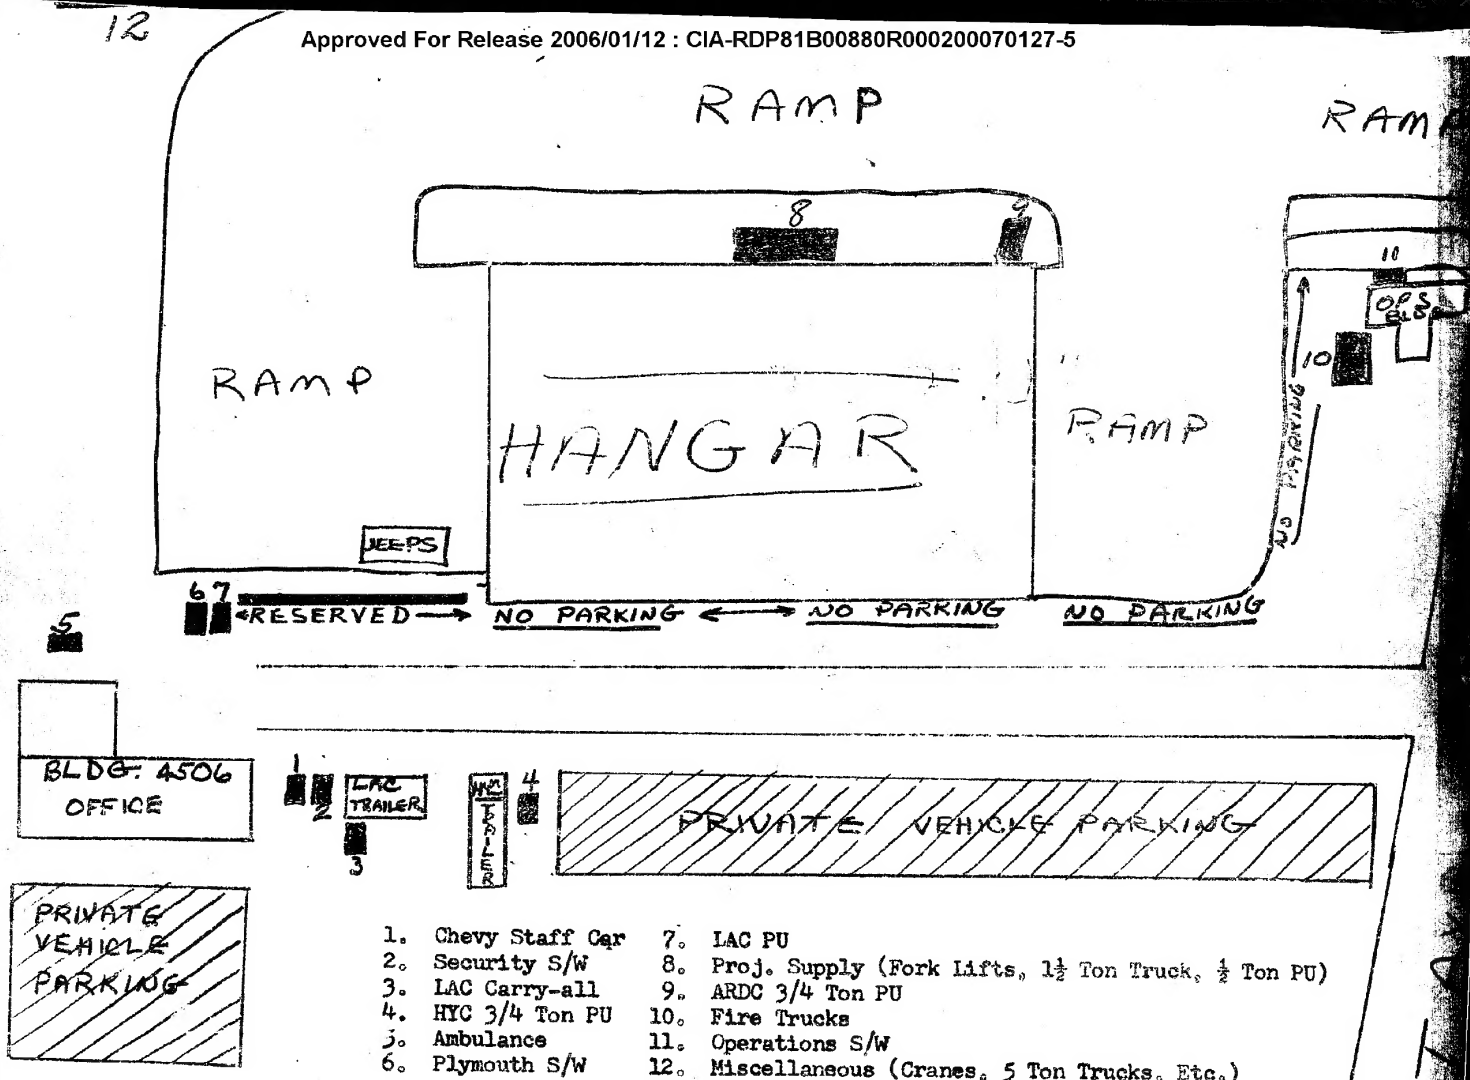 12
Approved For Release 2006/01/12 : CIA-RDP81B00880R000200070127-5
RAMP
RAMP
8
9
11
OPS
BLDG
10
RAMP
HANGAR
RAMP
NO PARKING
JEEPS
6 7
RESERVED
NO PARKING
NO PARKING
NO PARKING
5
BLDG. 4506
OFFICE
1
2
LAC
TRAILER
3
TRAILER
4
PRIVATE VEHICLE PARKING
PRIVATE
VEHICLE
PARKING
1. Chevy Staff Car 7. LAC PU
2. Security S/W 8. Proj. Supply (Fork Lifts, 1½ Ton Truck, ½ Ton PU)
3. LAC Carry-all 9. ARDC 3/4 Ton PU
4. HYC 3/4 Ton PU 10. Fire Trucks
5. Ambulance 11. Operations S/W
6. Plymouth S/W 12. Miscellaneous (Cranes, 5 Ton Trucks, Etc.)